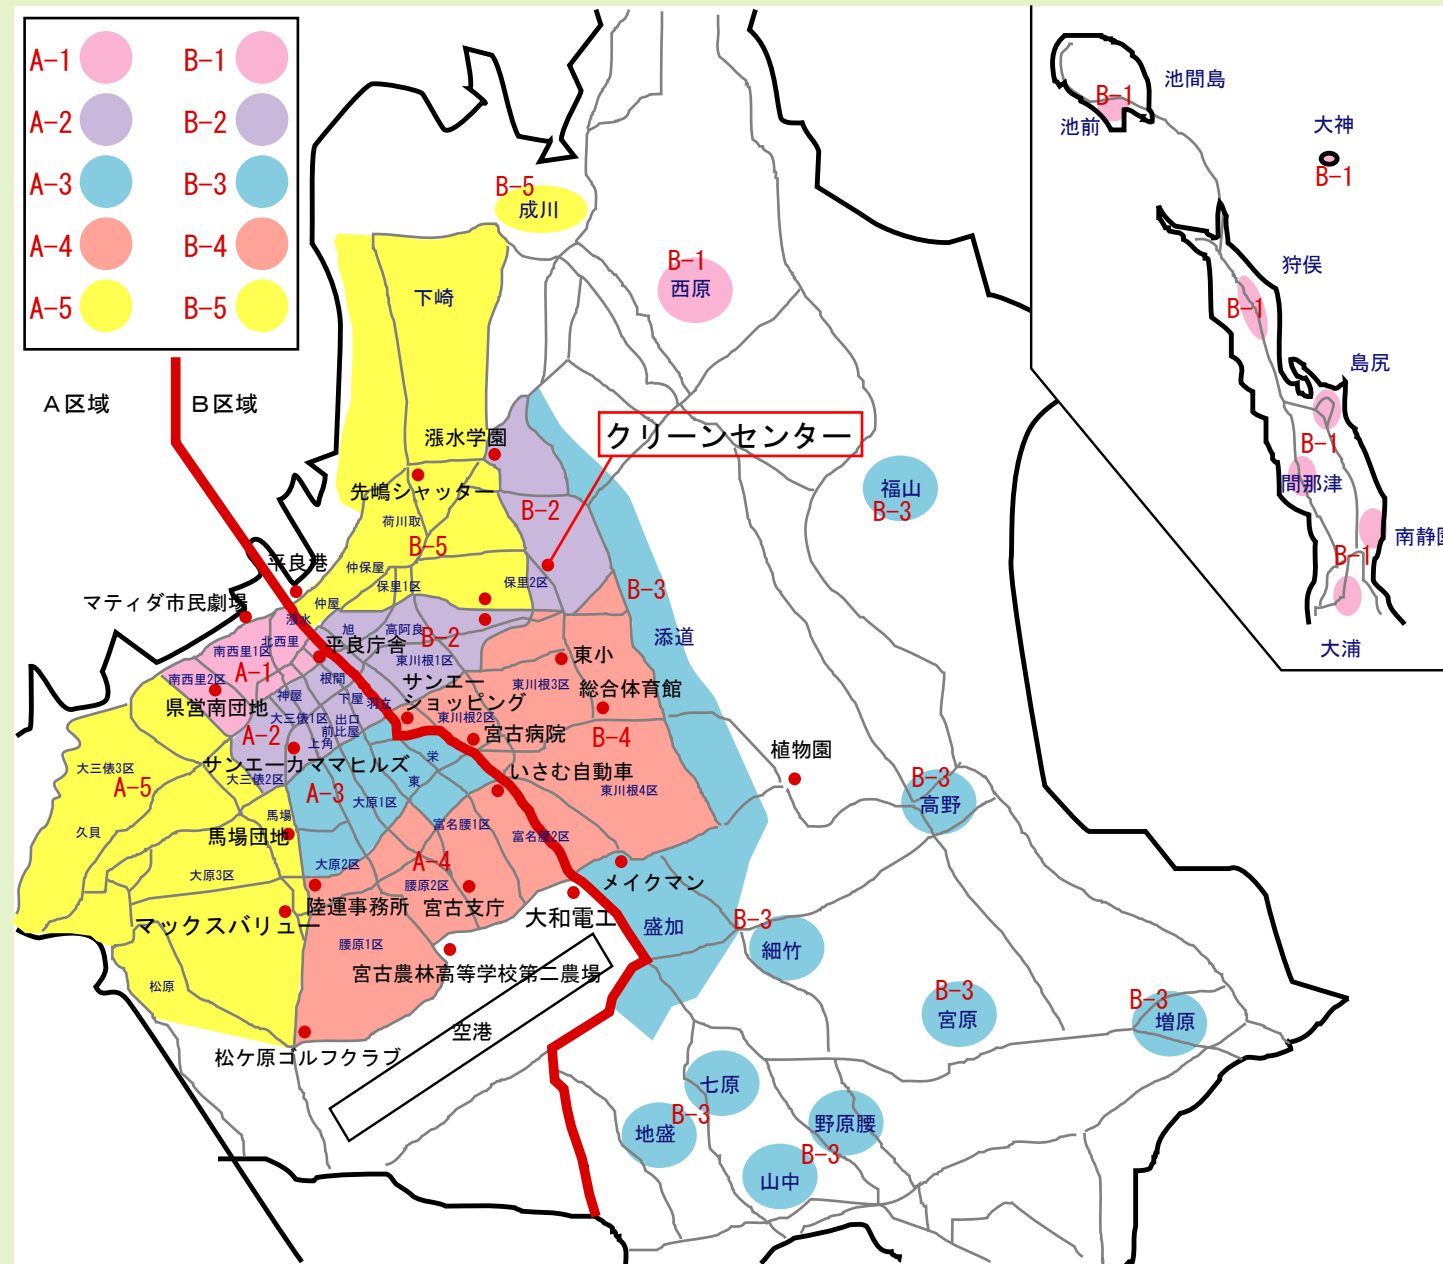 A-1
B-1
A-2
B-2
A-3
B-3
A-4
B-4
A-5
B-5
A区域
B区域
B-5
成川
下崎
B-1
西原
漲水学園
クリーンセンター
先嶋シャッター
荷川取
B-2
B-5
福山
B-3
仲保屋
保里1区
保里2区
B-3
平良港
マティダ市民劇場
仲屋
漲水
旭
高阿良
B-2
添道
北西里
平良庁舎
南西里1区
A-1
東川根1区
東小
南西里2区
根間
サンエー
ショッピング
東川根3区
総合体育館
県営南団地
神屋
下屋
羽立
大三俵1区
出口
東川根2区
前比屋
上角
A-2
宮古病院
B-4
植物園
サンエーカママヒルズ
栄
いさむ自動車
大三俵3区
大三俵2区
東
A-5
A-3
東川根4区
B-3
高野
大原1区
久貝
馬場
馬場団地
富名腰1区
富名腰2区
大原2区
A-4
大原3区
腰原2区
メイクマン
陸運事務所
宮古支庁
大和電工
マックスバリュー
盛加
B-3
細竹
腰原1区
宮古農林高等学校第二農場
松原
B-3
宮原
B-3
増原
空港
松ケ原ゴルフクラブ
七原
B-3
地盛
野原腰
B-3
山中
池間島
B-1
池前
大神
B-1
狩俣
B-1
島尻
B-1
間那津
南静園
B-1
大浦